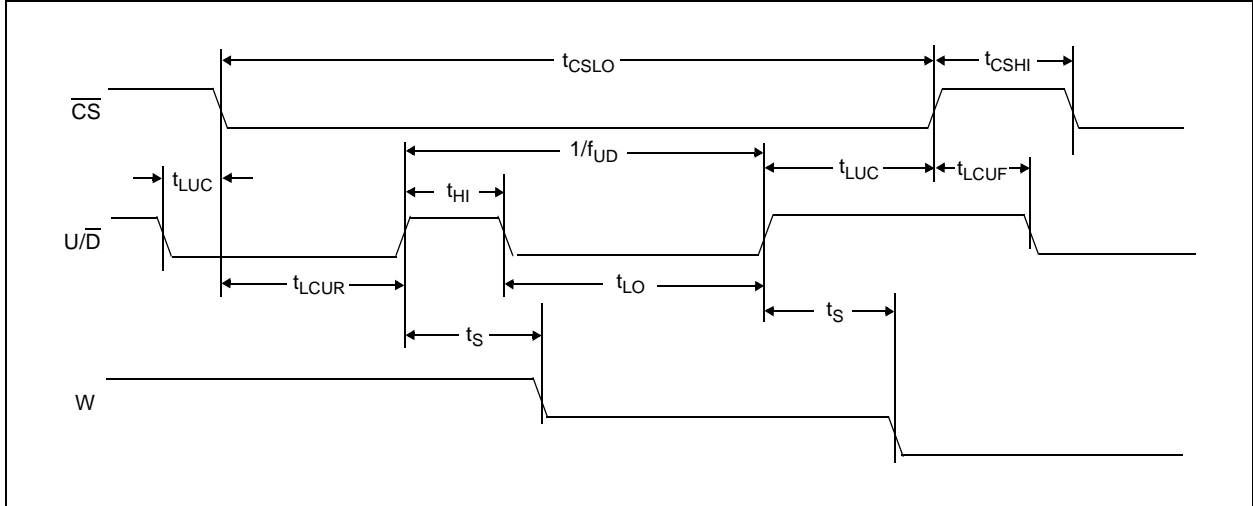 tCSLO
tCSHI
CS
1/fUD
tLUC
tLUC
tLCUF
tHI
U/D
tLCUR
tLO
tS
tS
W